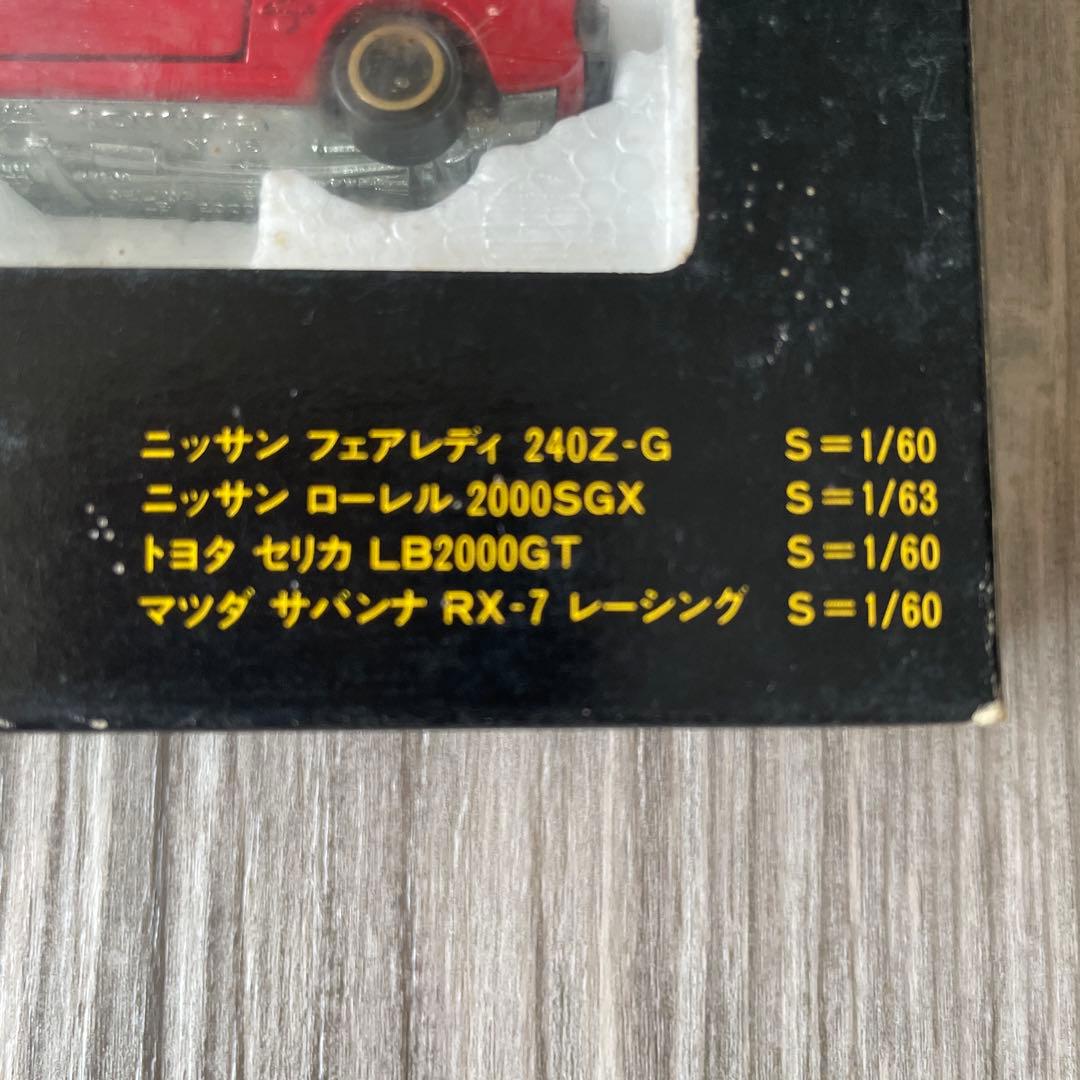 ニッサン フェアレディ 240Z-G S=1/60
ニッサン ローレル 2000SGX S=1/63
トヨタ セリカ LB2000GT S=1/60
マツダ サバンナ RX-7 レーシング S=1/60